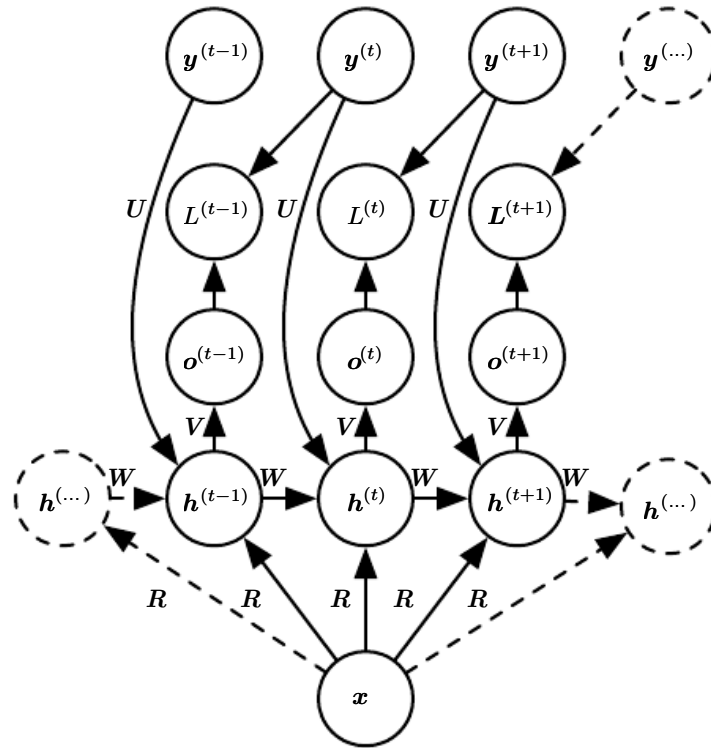 y^(t−1) y^(t) y^(t+1) y^(...)
U L^(t−1) U L^(t) U L^(t+1)
o^(t−1) o^(t) o^(t+1)
V V V
W W W W
h^(...) h^(t−1) h^(t) h^(t+1) h^(...)
R R R R R
x